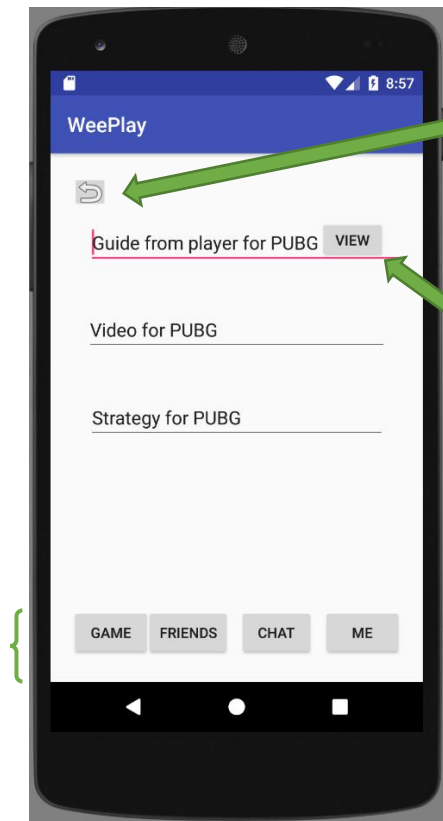 8:57
WeePlay
Guide from player for PUBG VIEW
Video for PUBG
Strategy for PUBG
GAME FRIENDS CHAT ME